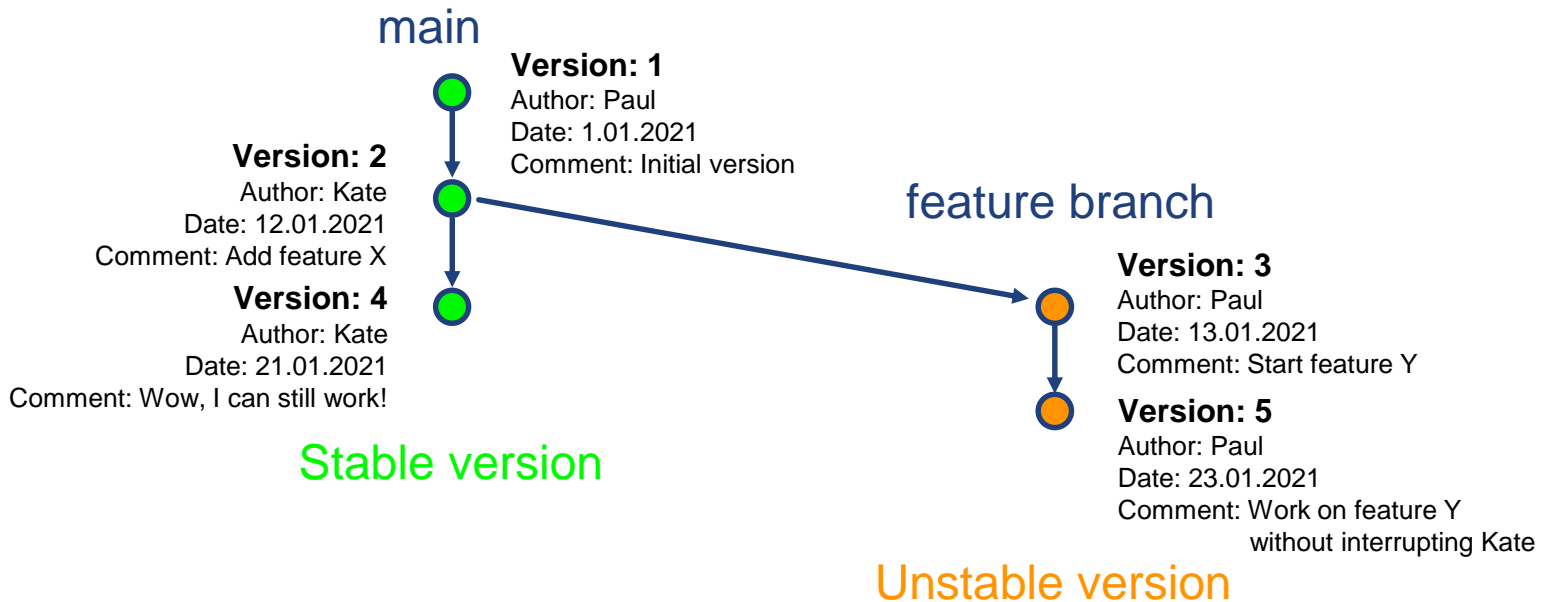 main
Version: 1
Author: Paul
Date: 1.01.2021
Comment: Initial version
Version: 2
Author: Kate
Date: 12.01.2021
Comment: Add feature X
Version: 4
Author: Kate
Date: 21.01.2021
Comment: Wow, I can still work!
Stable version
feature branch
Version: 3
Author: Paul
Date: 13.01.2021
Comment: Start feature Y
Version: 5
Author: Paul
Date: 23.01.2021
Comment: Work on feature Y
without interrupting Kate
Unstable version